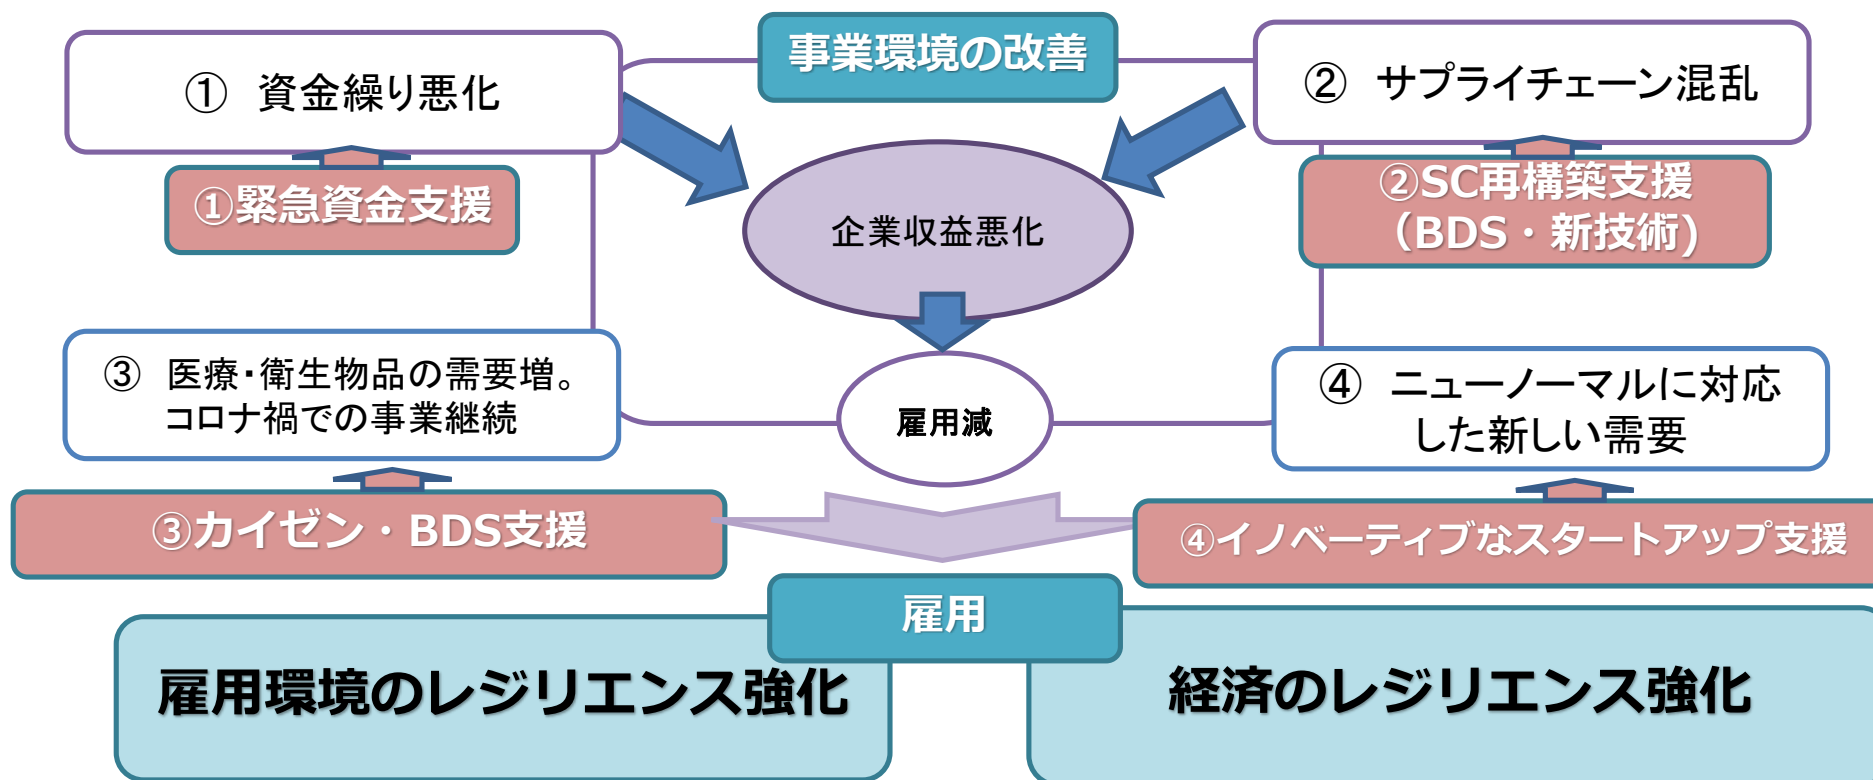 事業環境の改善
① 資金繰り悪化
② サプライチェーン混乱
①緊急資金支援
②SC再構築支援
（BDS・新技術)
企業収益悪化
③ 医療・衛生物品の需要増。
コロナ禍での事業継続
④ ニューノーマルに対応
した新しい需要
雇用減
③カイゼン・BDS支援
④イノベーティブなスタートアップ支援
雇用
雇用環境のレジリエンス強化
経済のレジリエンス強化